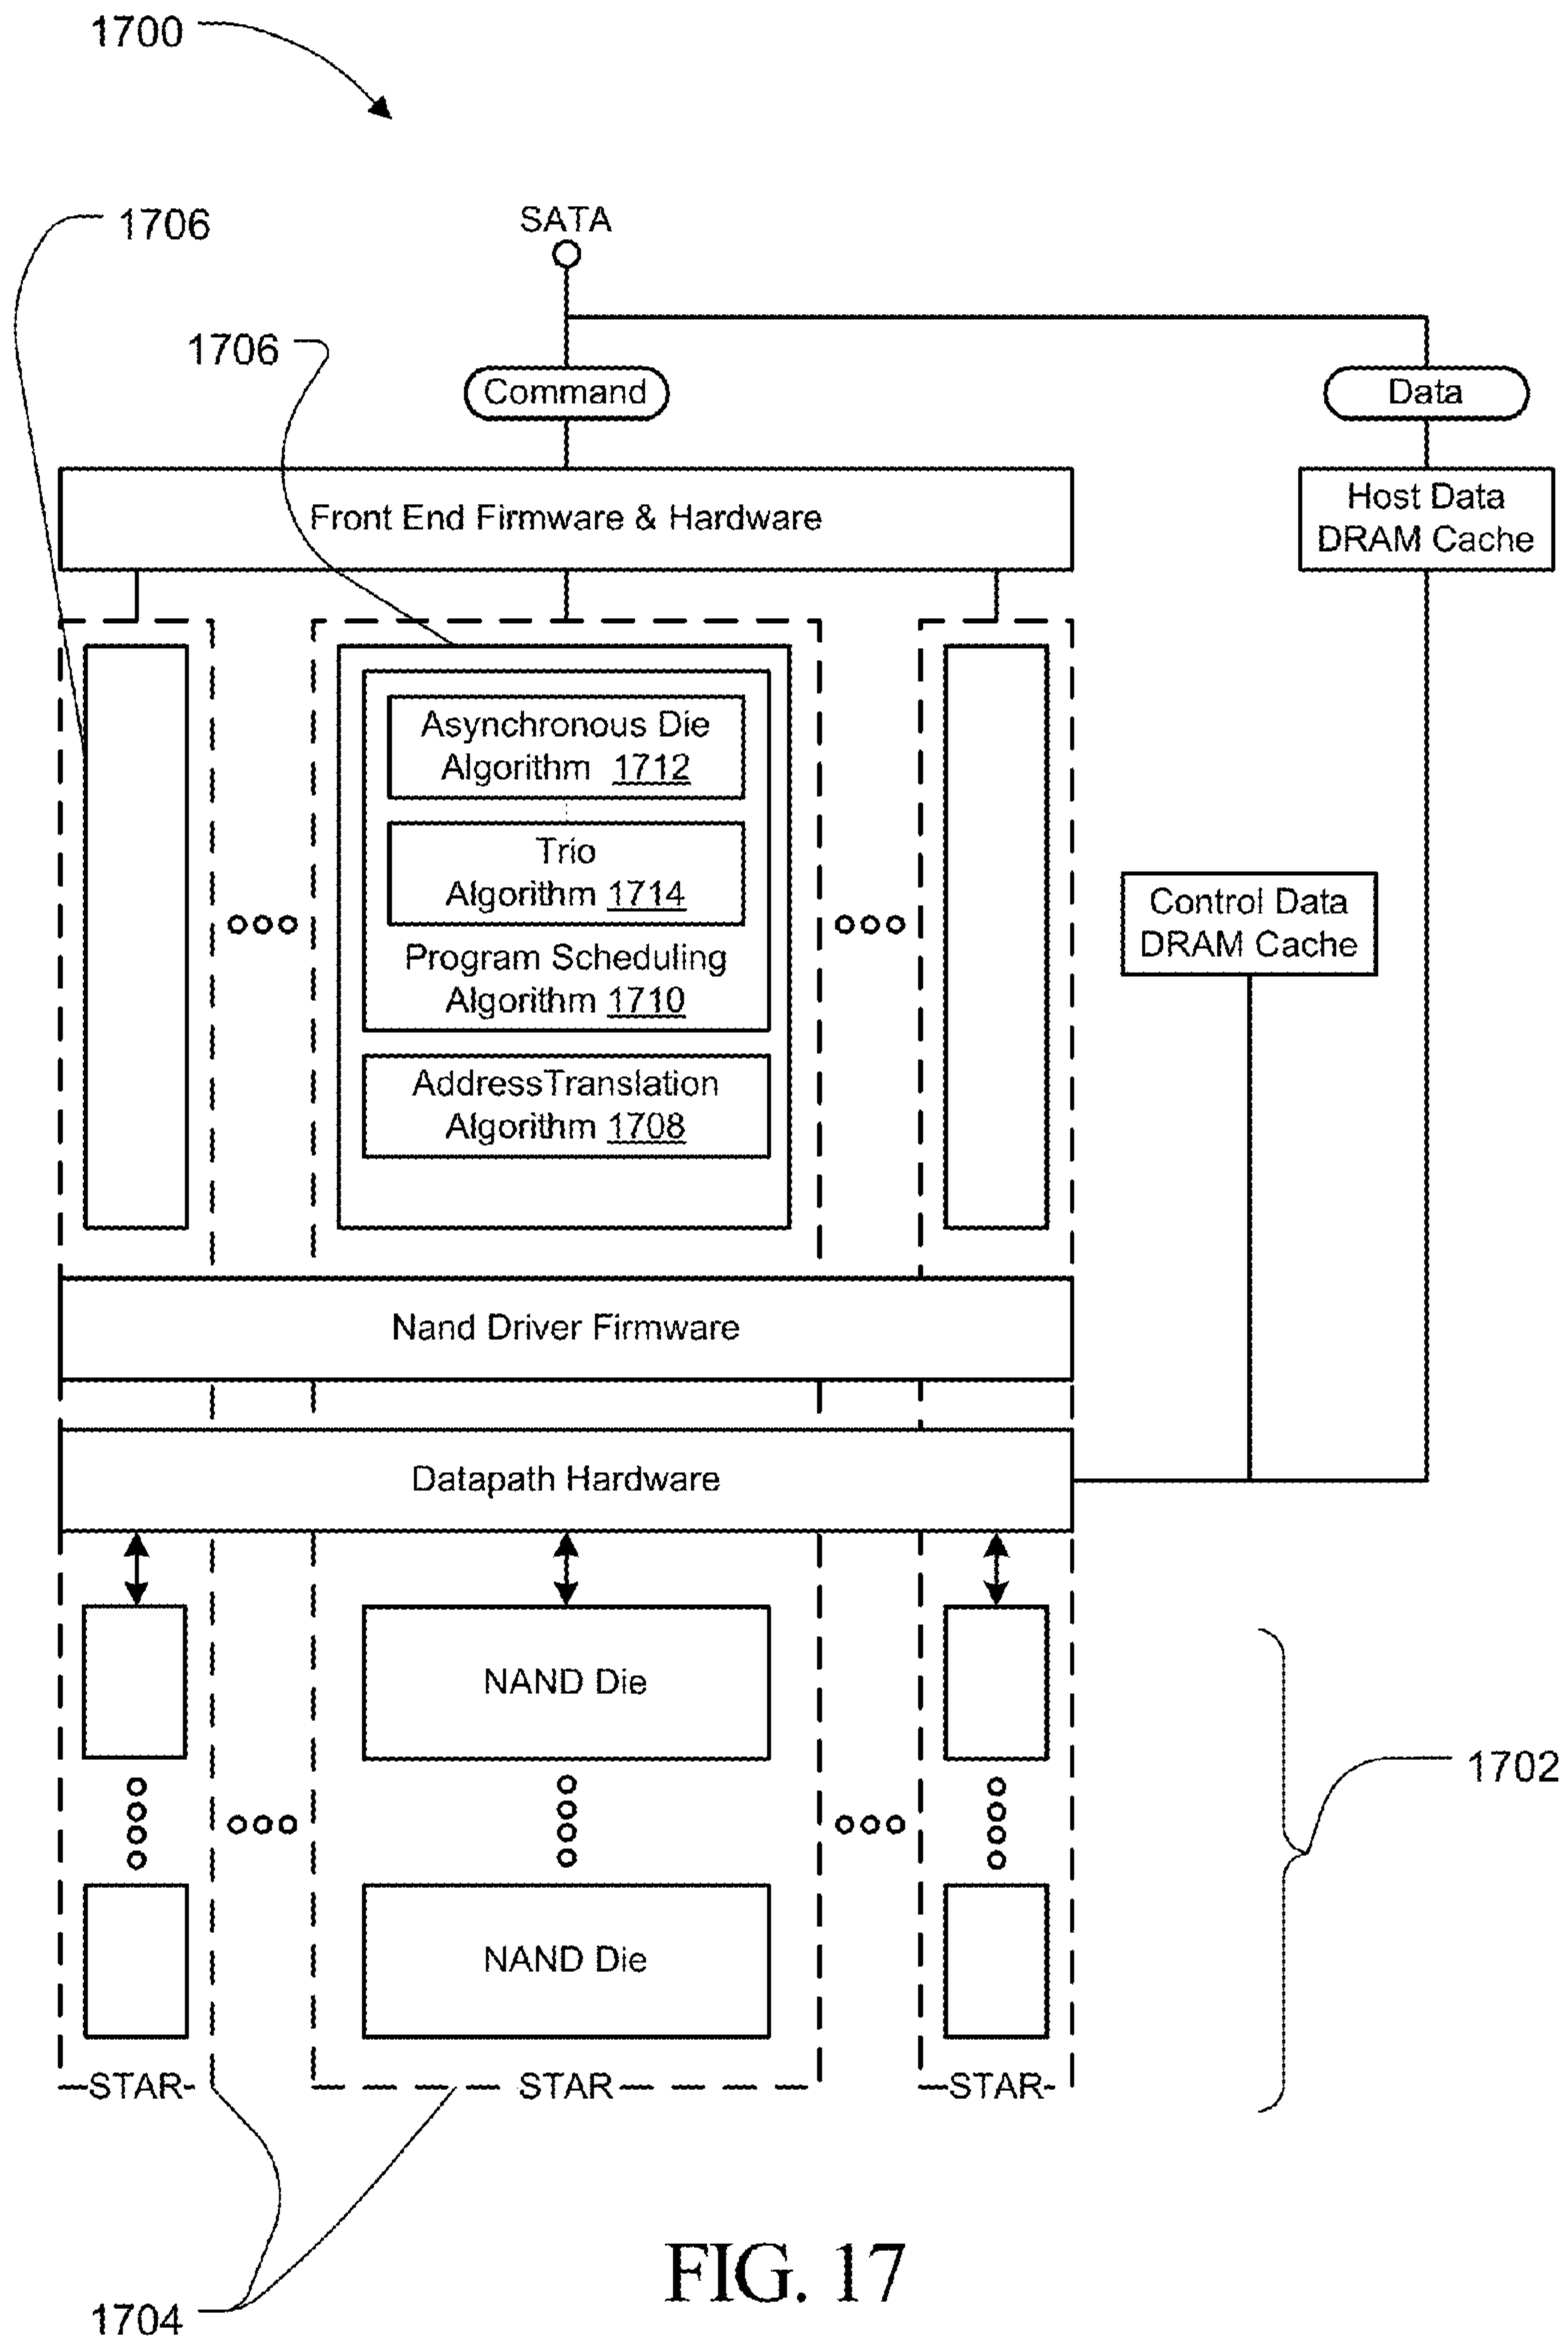 1700
1706
SATA
1706
Command
Data
Front End Firmware & Hardware
Host Data
DRAM Cache
Asynchronous Die
Algorithm 1712
Trio
Algorithm 1714
Program Scheduling
Algorithm 1710
AddressTranslation
Algorithm 1708
Control Data
DRAM Cache
Nand Driver Firmware
Datapath Hardware
NAND Die
1702
NAND Die
STAR
STAR
STAR
1704
FIG. 17